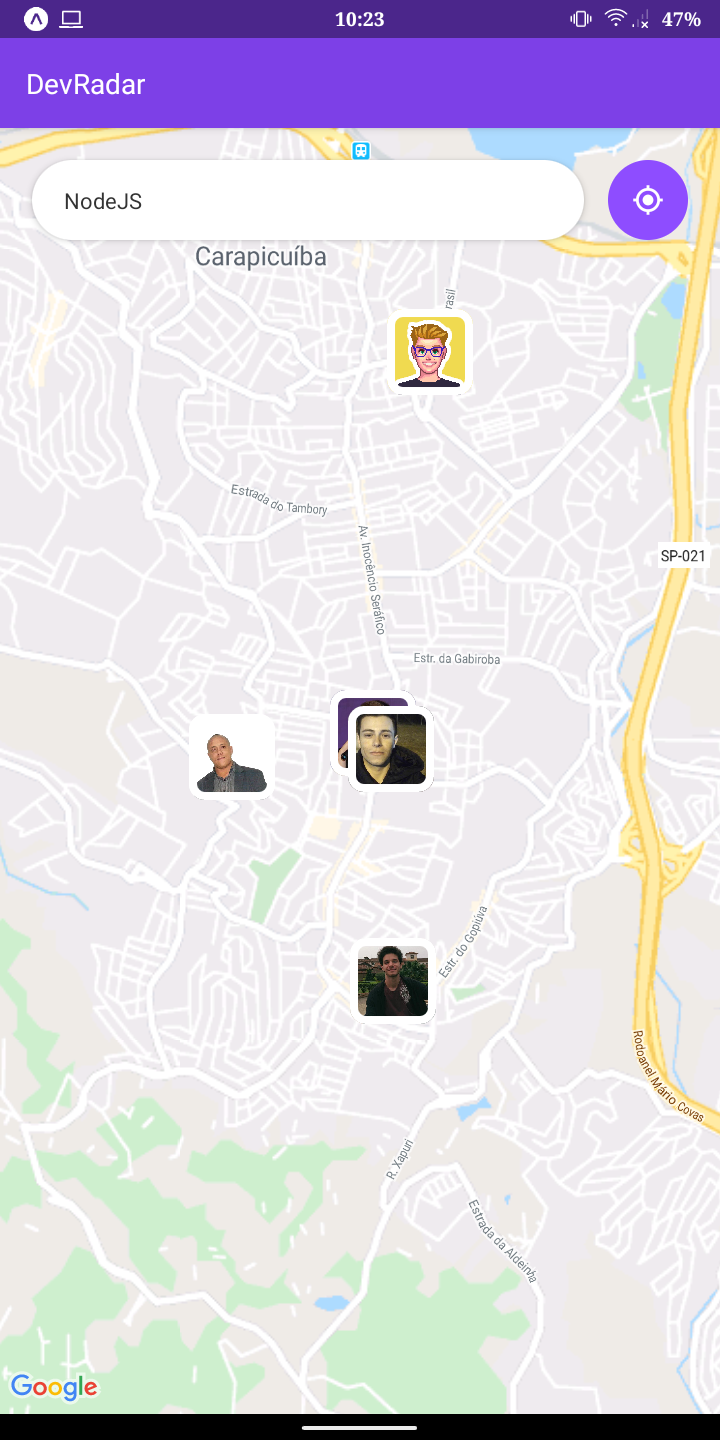 10:23
47%
DevRadar
NodeJS
Carapicuíba
rasil
Estrada do Tambory
Av. Inocêncio Seráfico
SP-021
Estr. da Gabiroba
Estr. do Gopiúva
Rodoanel Mário Covas
R. Xapuri
Estrada da Aldeinha
Google